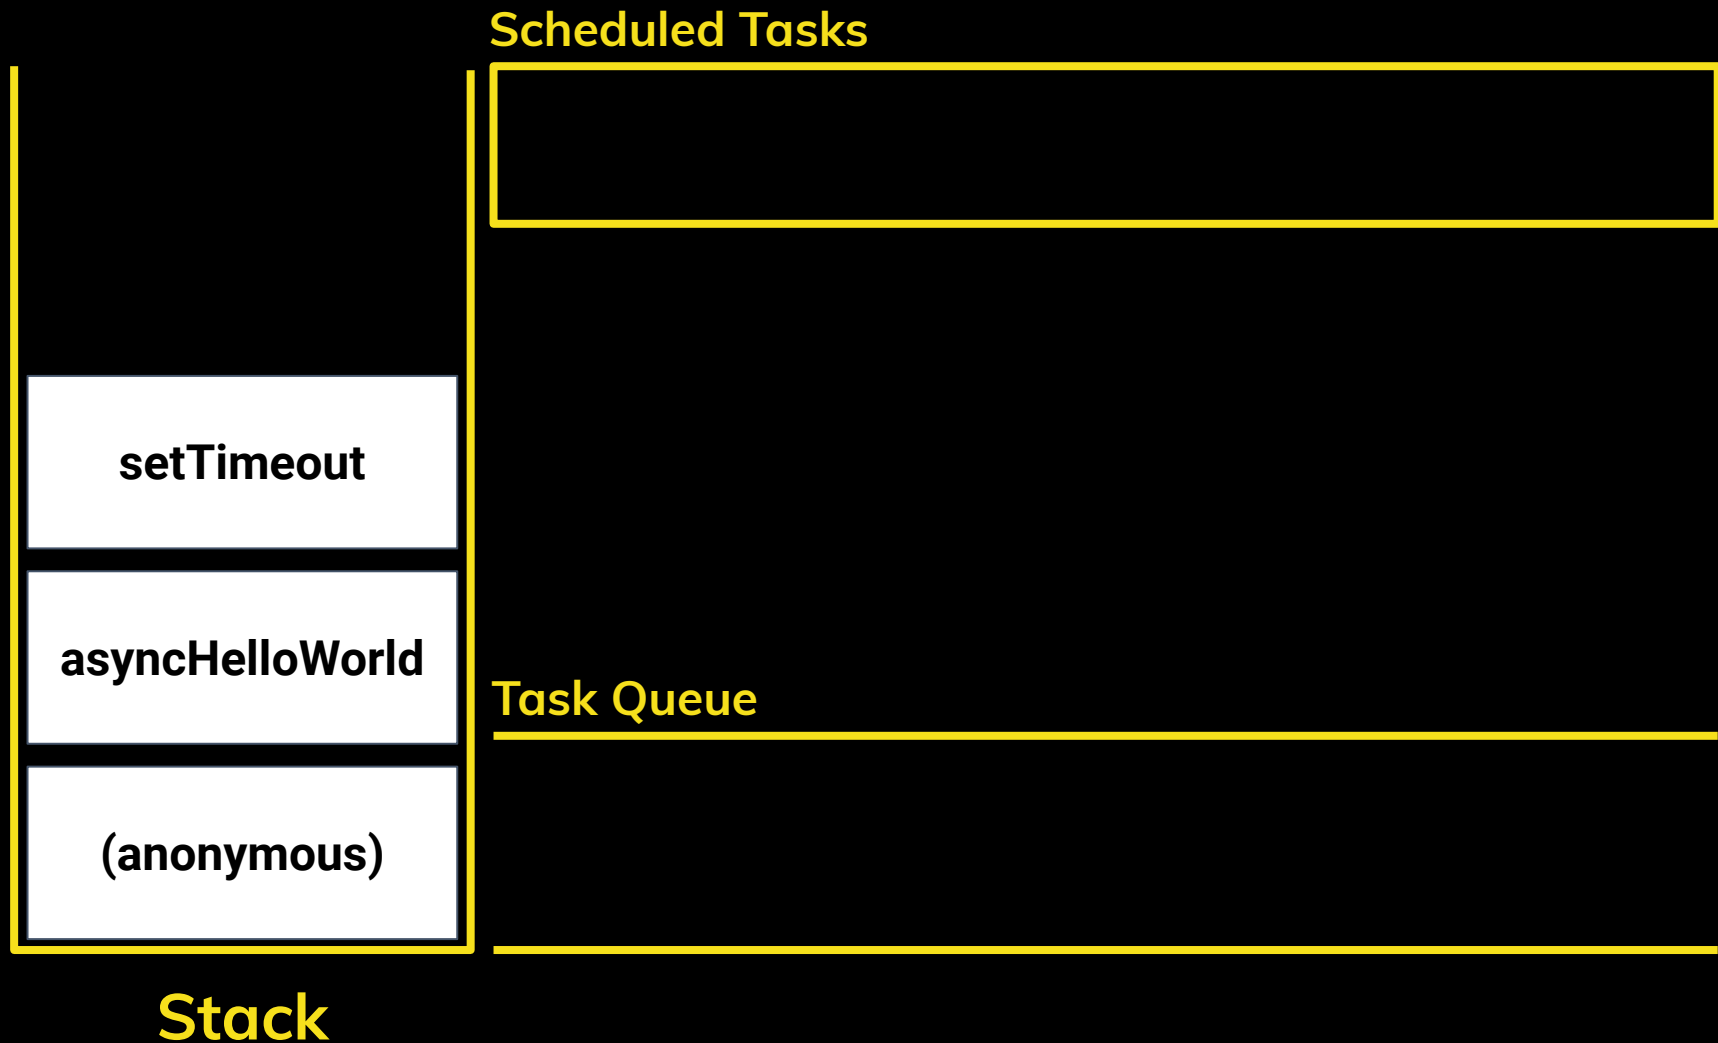 Scheduled Tasks
setTimeout
asyncHelloWorld
Task Queue
(anonymous)
Stack